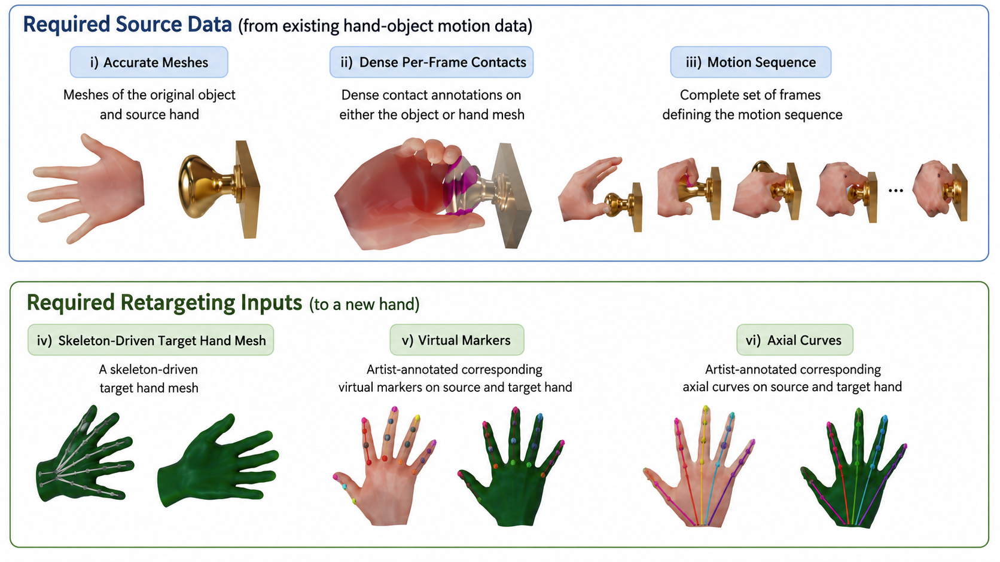 Required Source Data (from existing hand-object motion data)
i) Accurate Meshes
Meshes of the original object
and source hand
ii) Dense Per-Frame Contacts
Dense contact annotations on
either the object or hand mesh
iii) Motion Sequence
Complete set of frames
defining the motion sequence
...
Required Retargeting Inputs (to a new hand)
iv) Skeleton-Driven Target Hand Mesh
A skeleton-driven
target hand mesh
v) Virtual Markers
Artist-annotated corresponding
virtual markers on source and target hand
vi) Axial Curves
Artist-annotated corresponding
axial curves on source and target hand